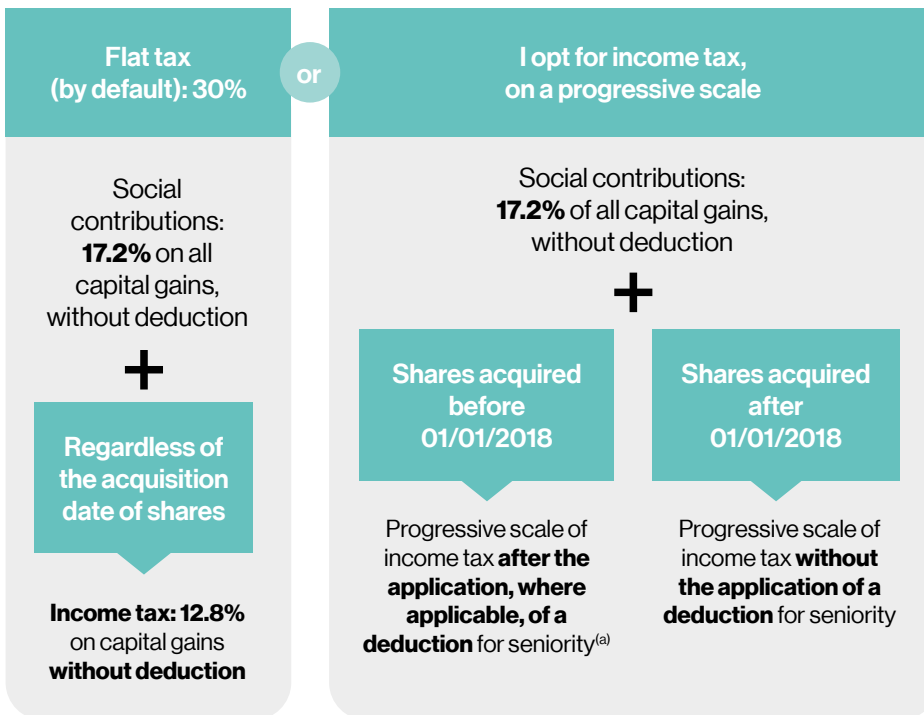 Flat tax
(by default): 30%
or
I opt for income tax,
on a progressive scale
Social
contributions:
17.2% on all
capital gains,
without deduction
+
Regardless of
the acquisition
date of shares
Income tax: 12.8%
on capital gains
without deduction
Social contributions:
17.2% of all capital gains,
without deduction
+
Shares acquired
before
01/01/2018
Progressive scale of
income tax after the
application, where
applicable, of a
deduction for seniority(a)
Shares acquired
after
01/01/2018
Progressive scale of
income tax without
the application of a
deduction for seniority